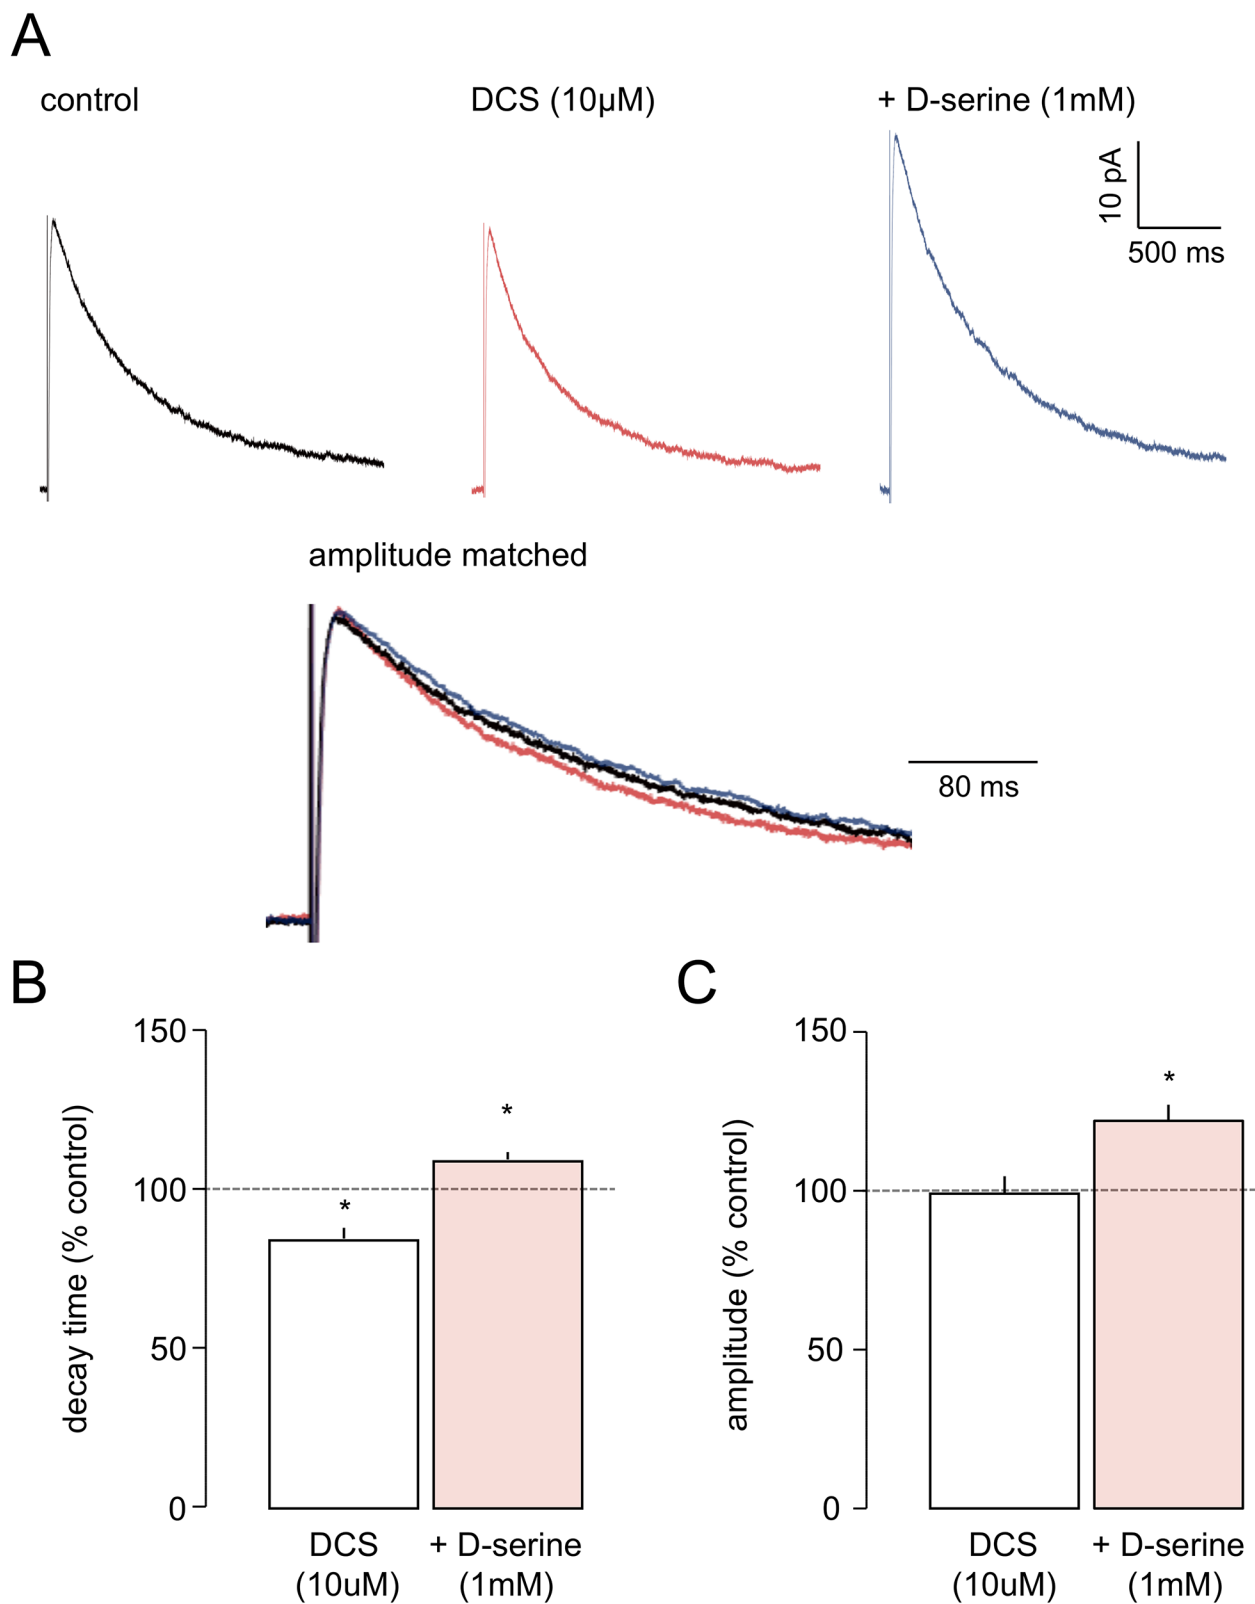 A
control
DCS (10μM)
+ D-serine (1mM)
10 pA
500 ms
amplitude matched
80 ms
B
C
decay time (% control)
150
100
50
0
*
*
DCS
(10uM)
+ D-serine
(1mM)
amplitude (% control)
150
100
50
0
*
DCS
(10uM)
+ D-serine
(1mM)